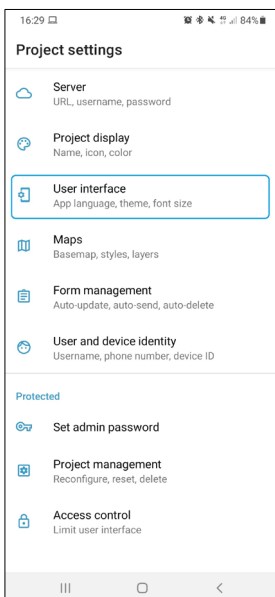 16:29 84%
Project settings
Server
URL, username, password
Project display
Name, icon, color
User interface
App language, theme, font size
Maps
Basemap, styles, layers
Form management
Auto-update, auto-send, auto-delete
User and device identity
Username, phone number, device ID
Protected
Set admin password
Project management
Reconfigure, reset, delete
Access control
Limit user interface